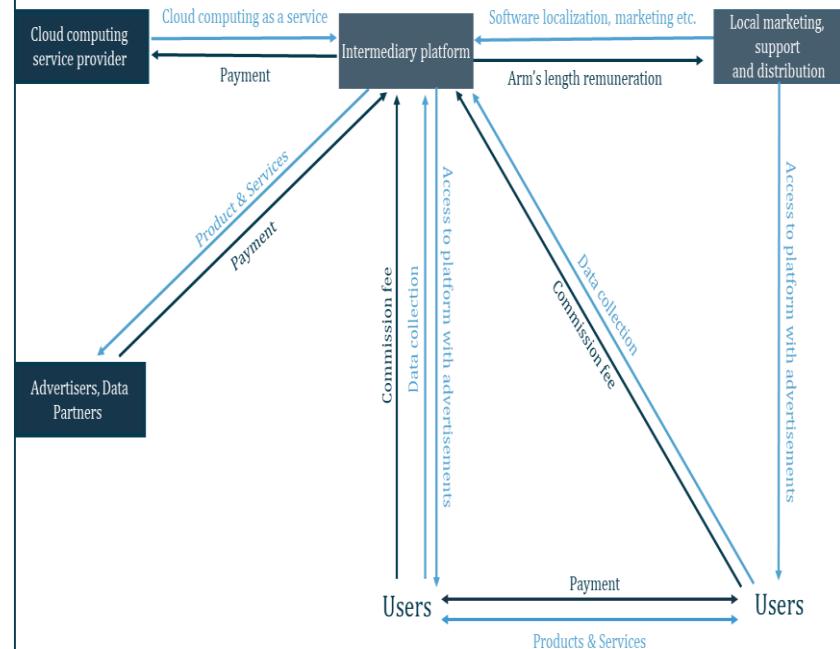 Cloud computing as a service
Software localization, marketing etc.
Cloud computing
service provider
Intermediary platform
Local marketing,
support
and distribution
Payment
Arm's length remuneration
Product & Services
Payment
Commission fee
Data collection
Access to platform with advertisements
Data collection
Commission fee
Access to platform with advertisements
Advertisers, Data
Partners
Users
Payment
Users
Products & Services